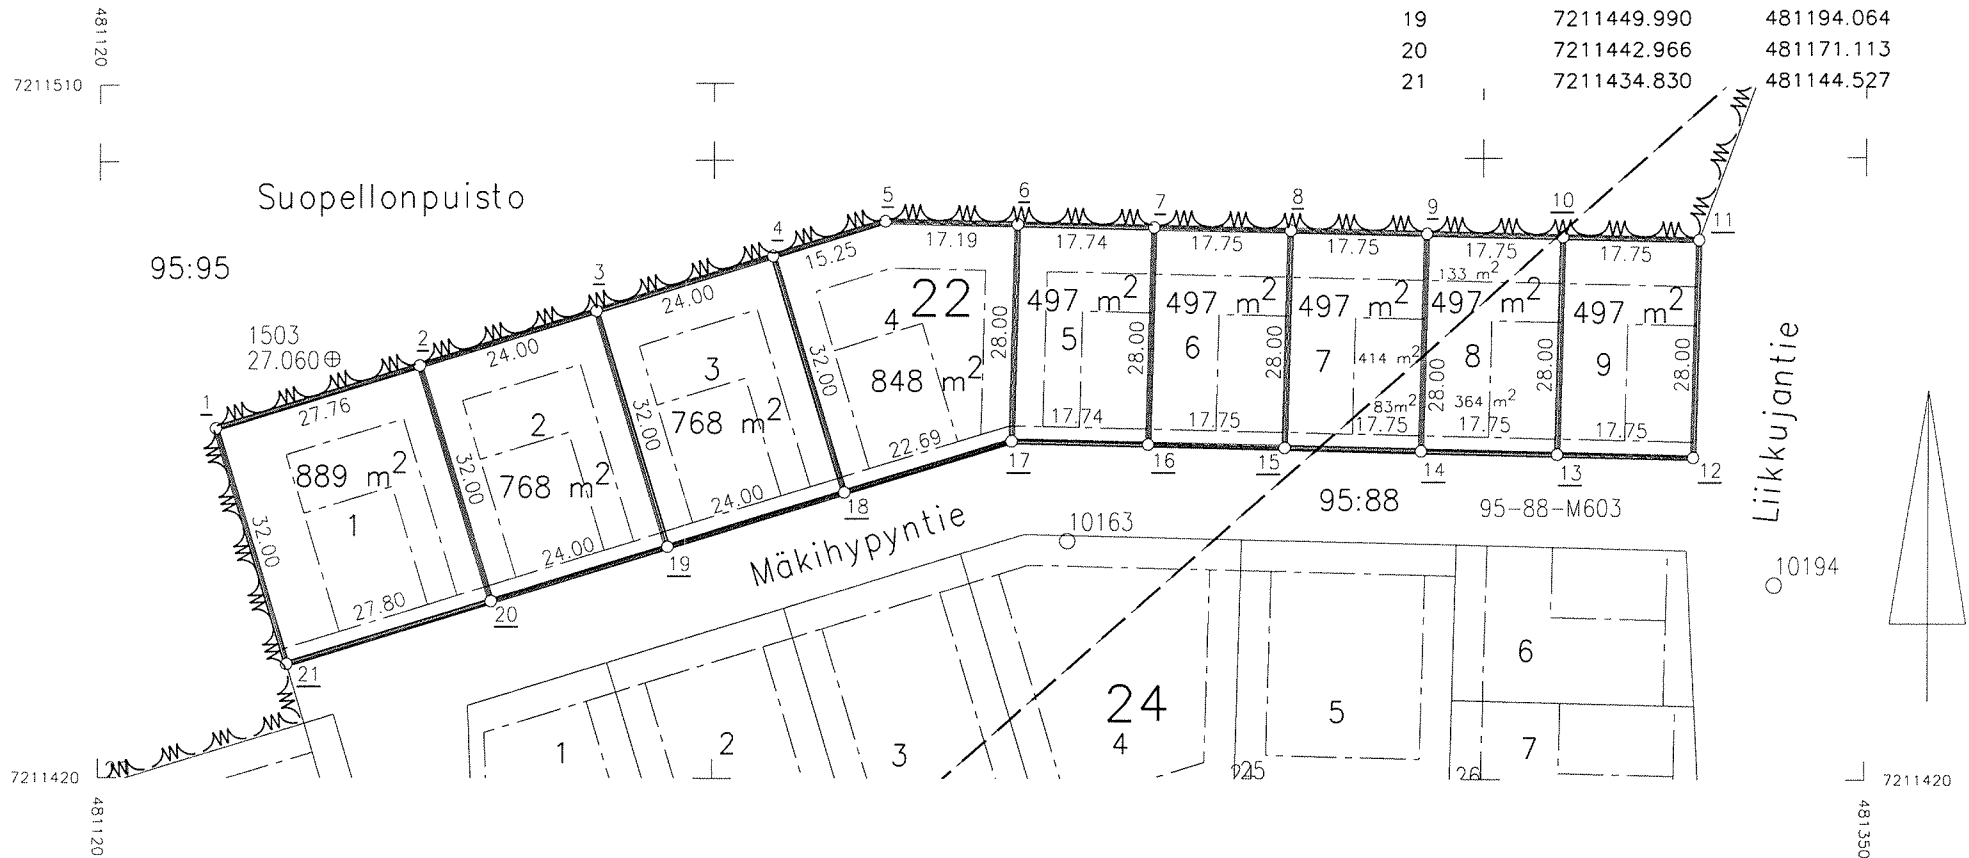 19 7211449.990 481194.064
20 7211442.966 481171.113
21 7211434.830 481144.527
481120
7211510
Suopellonpuisto
95:95
1503
27.060
1 2 3 4 5 6 7 8 9 10 11
27.76 24.00 24.00 15.25 17.19 17.74 17.75 17.75 17.75 17.75
133 m²
22
497 m² 497 m² 497 m² 497 m² 497 m²
1 2 3 4 5 6 7 8 9
889 m² 768 m² 768 m² 848 m²
414 m²
83m²
364 m²
32.00 32.00 32.00 32.00 28.00 28.00 28.00 28.00 28.00 28.00
27.80 24.00 24.00 22.69 17.74 17.75 17.75 17.75 17.75
21 20 19 18 17 16 15 14 13 12
Liikkujantie
Mäkihypyntie
10163
95:88
95-88-M603
10194
24
1 2 3 4 5 6 7
26
7211420
7211420
481120
481350